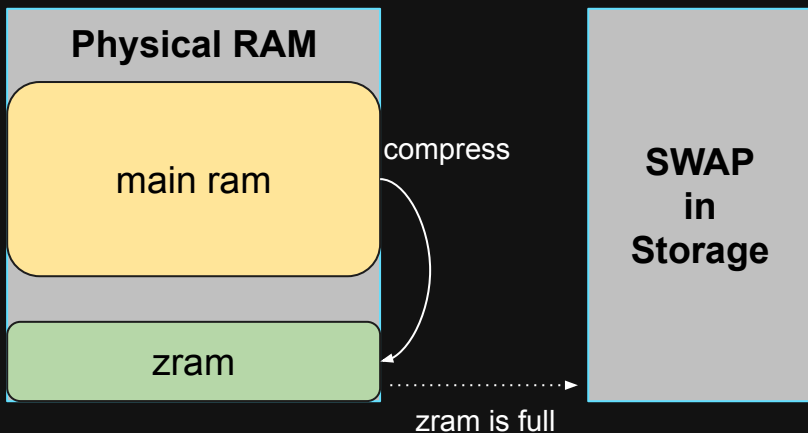 Physical RAM
main ram
compress
zram
zram is full
SWAP
in
Storage